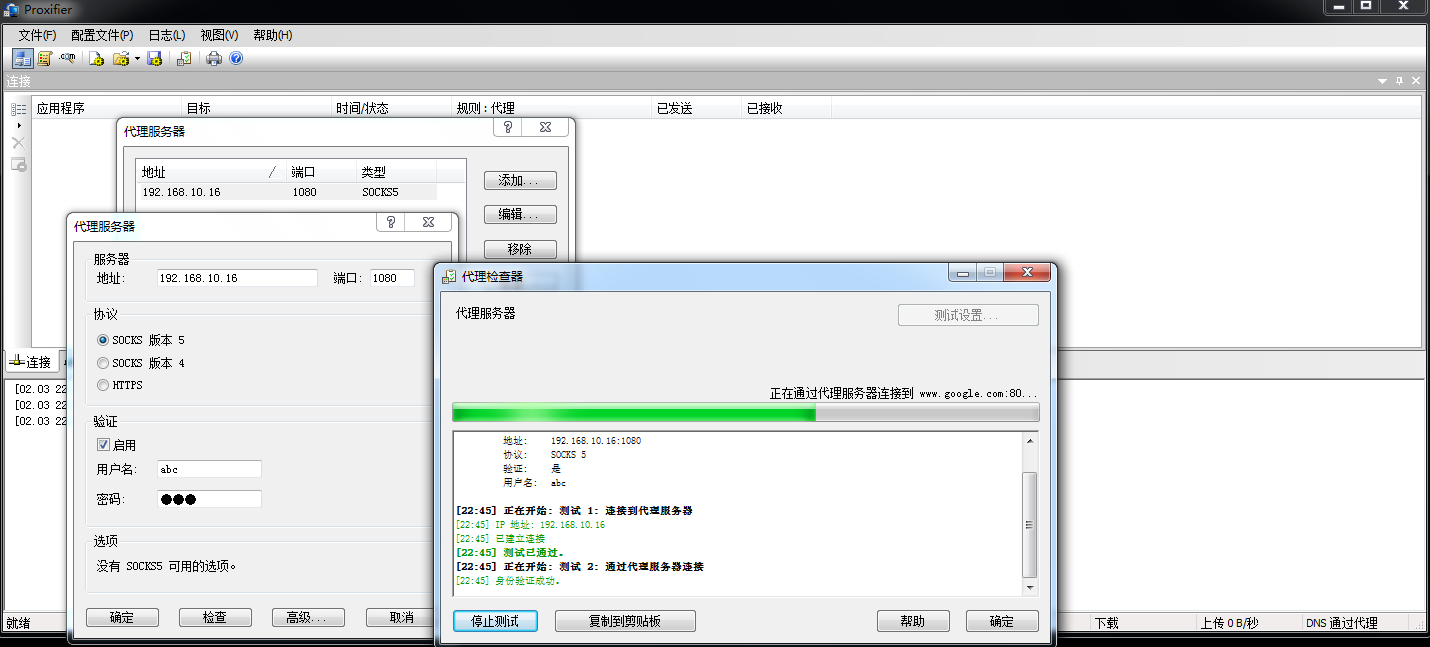 Proxifier
文件(F) 配置文件(P) 日志(L) 视图(V) 帮助(H)
连接
应用程序 目标 时间/状态 规则 : 代理 已发送 已接收
代理服务器
地址 端口 类型
192.168.10.16 1080 SOCKS5
添加...
编辑...
移除
代理服务器
服务器
地址: 192.168.10.16 端口: 1080
协议
SOCKS 版本 5
SOCKS 版本 4
HTTPS
验证
启用
用户名: abc
密码: ●●●
选项
没有 SOCKS5 可用的选项。
确定 检查 高级... 取消
代理检查器
代理服务器
测试设置...
正在通过代理服务器连接到 www.google.com:80...
地址: 192.168.10.16:1080
协议: SOCKS 5
验证: 是
用户名: abc
[22:45] 正在开始: 测试 1: 连接到代理服务器
[22:45] IP 地址: 192.168.10.16
[22:45] 已建立连接
[22:45] 测试已通过。
[22:45] 正在开始: 测试 2: 通过代理服务器连接
[22:45] 身份验证成功。
停止测试 复制到剪贴板 帮助 确定
连接
[02.03 22
[02.03 22
[02.03 22
就绪 下载 上传 0 B/秒 DNS 通过代理